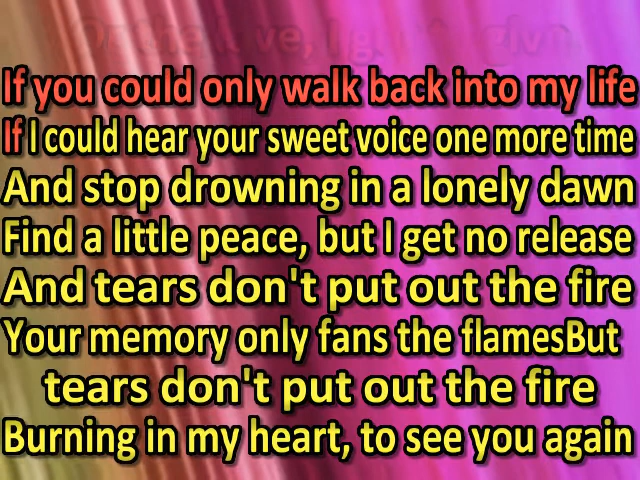 If you could only walk back into my life
If I could hear your sweet voice one more time
And stop drowning in a lonely dawn
Find a little peace, but I get no release
And tears don't put out the fire
Your memory only fans the flamesBut
tears don't put out the fire
Burning in my heart, to see you again